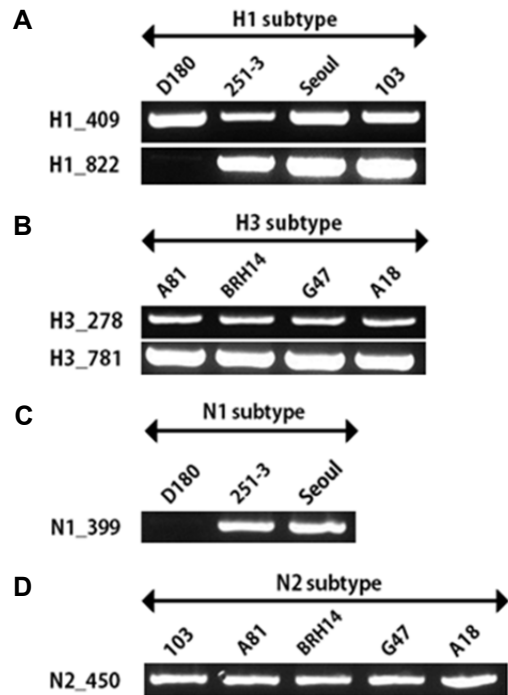 A
H1 subtype
D180 251-3 Seoul 103
H1_409
H1_822
B
H3 subtype
A81 BRH14 G47 A18
H3_278
H3_781
C
N1 subtype
D180 251-3 Seoul
N1_399
D
N2 subtype
103 A81 BRH14 G47 A18
N2_450